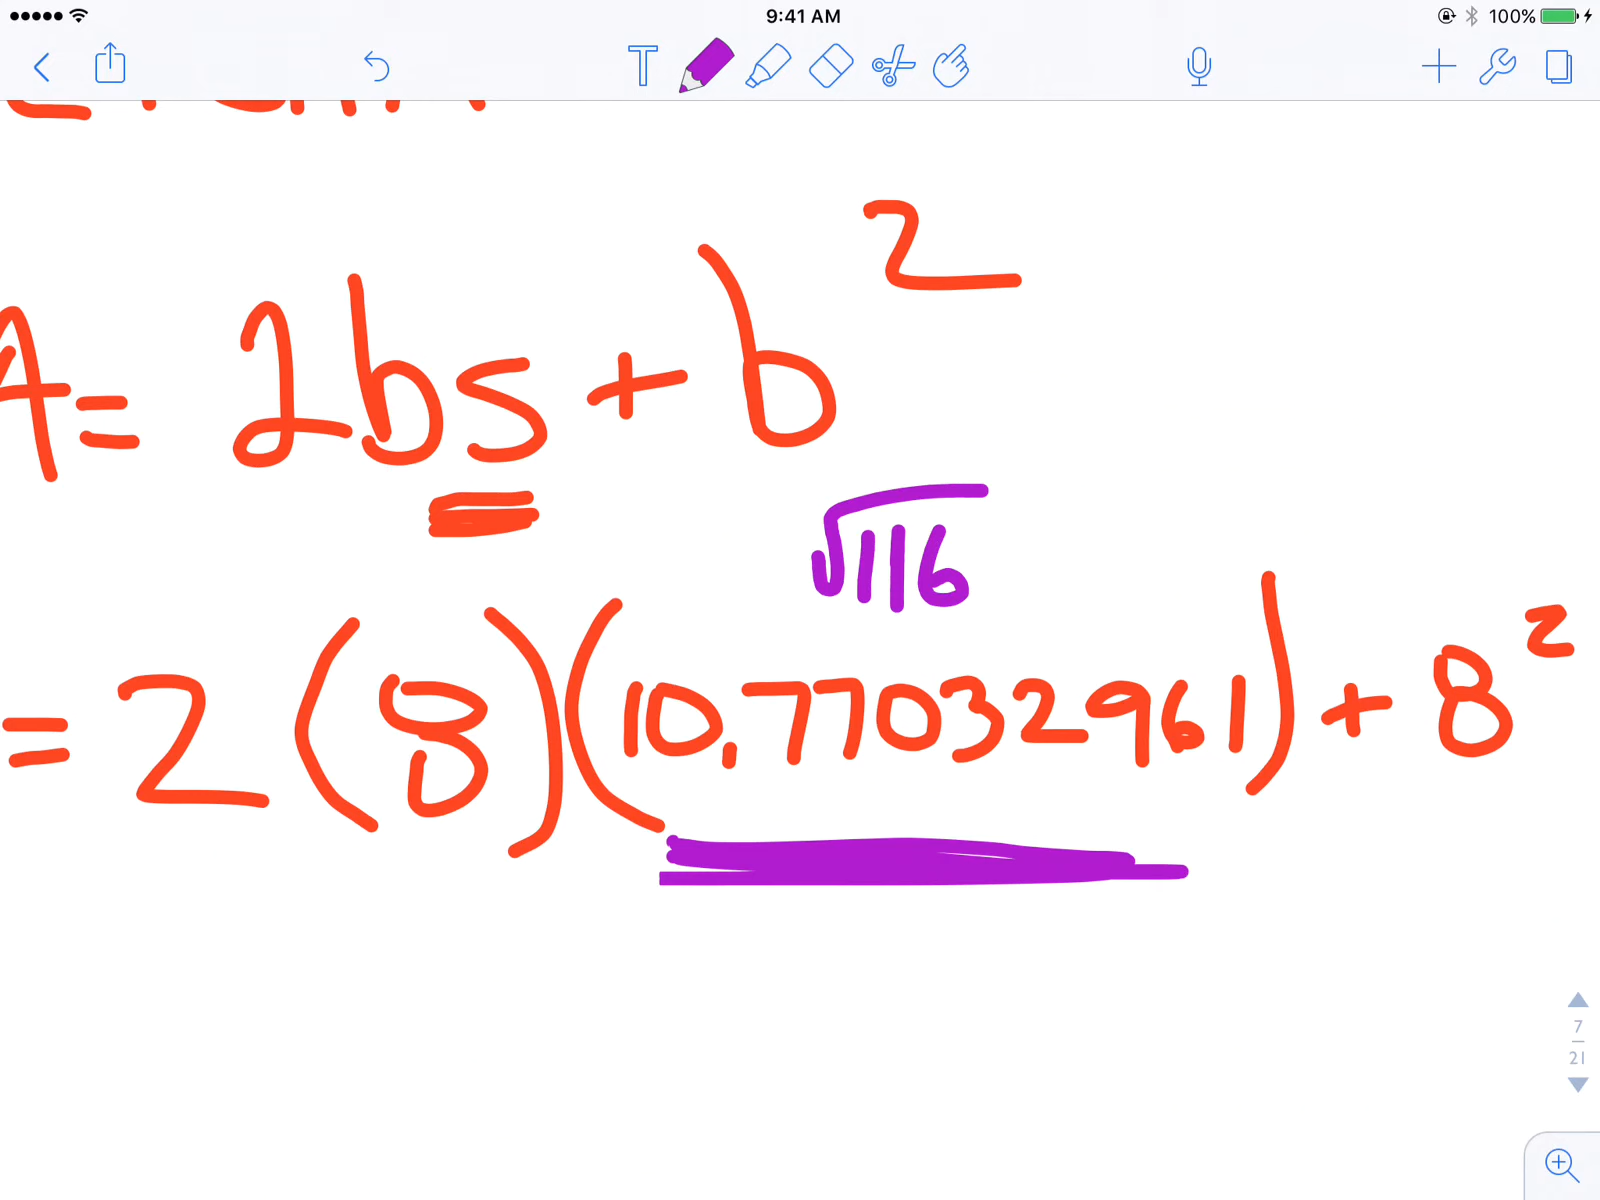 9:41 AM
100%
A= 2bs + b²
√116
= 2(8)(10.77032961) + 8²
7
21